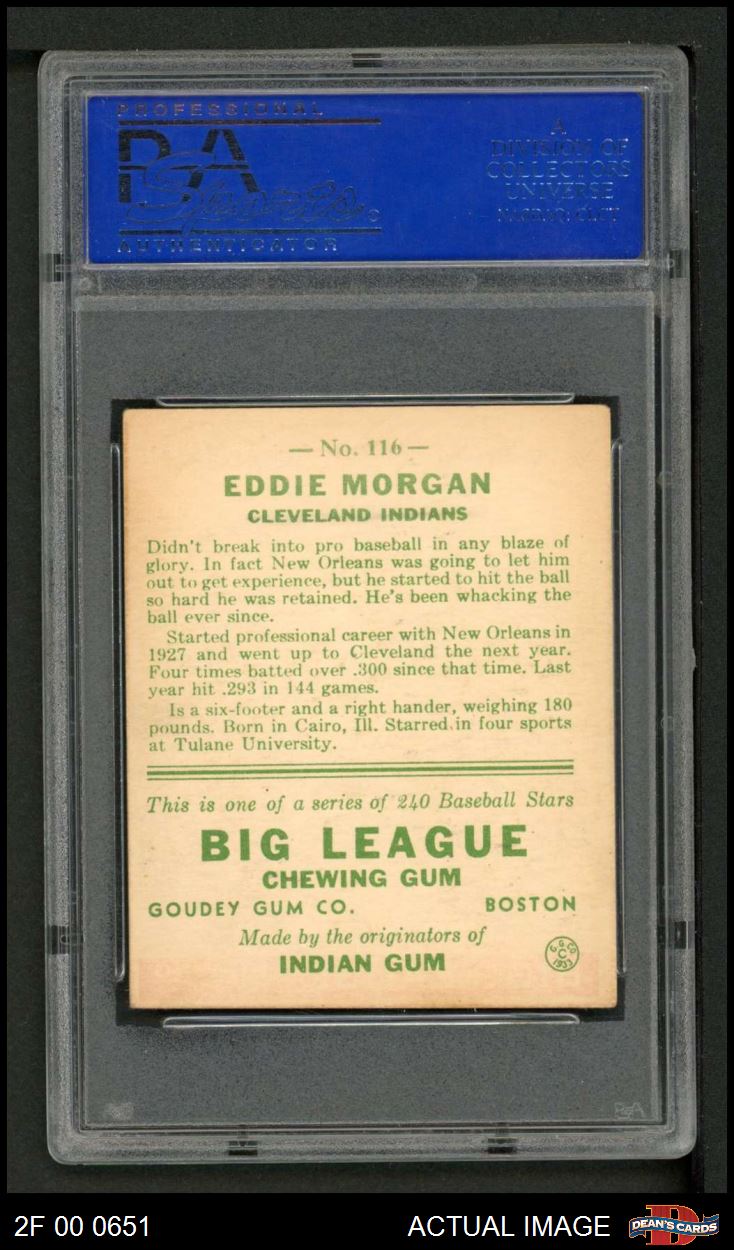 PROFESSIONAL
PSA
Sports
AUTHENTICATOR
A
DIVISION OF
COLLECTORS
UNIVERSE
NASDAQ: CLCT
— No. 116 —
EDDIE MORGAN
CLEVELAND INDIANS
Didn't break into pro baseball in any blaze of
glory. In fact New Orleans was going to let him
out to get experience, but he started to hit the ball
so hard he was retained. He's been whacking the
ball ever since.
Started professional career with New Orleans in
1927 and went up to Cleveland the next year.
Four times batted over .300 since that time. Last
year hit .293 in 144 games.
Is a six-footer and a right hander, weighing 180
pounds. Born in Cairo, Ill. Starred in four sports
at Tulane University.
This is one of a series of 240 Baseball Stars
BIG LEAGUE
CHEWING GUM
GOUDEY GUM CO. BOSTON
Made by the originators of
INDIAN GUM
G. G. CO.
C
1933
PSA
2F 00 0651
ACTUAL IMAGE
D
DEAN'S CARDS